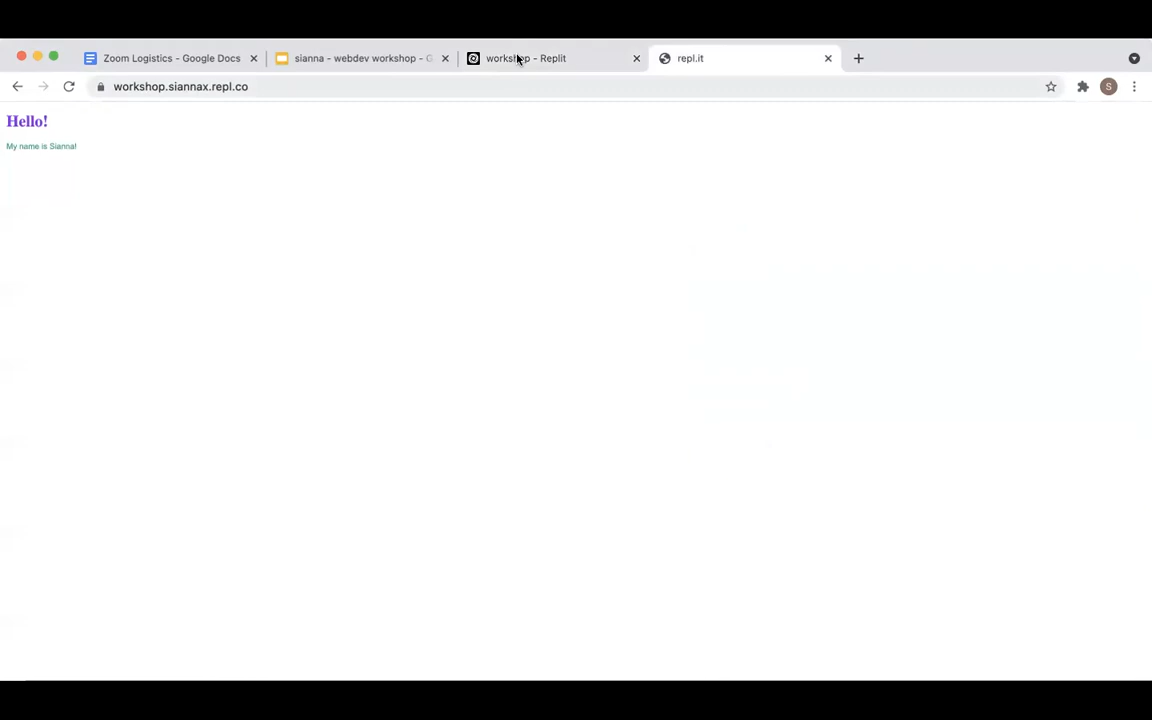 Zoom Logistics - Google Docs
sianna - webdev workshop - G
workshop - Replit
repl.it
workshop.siannax.repl.co
S
Hello!
My name is Sianna!